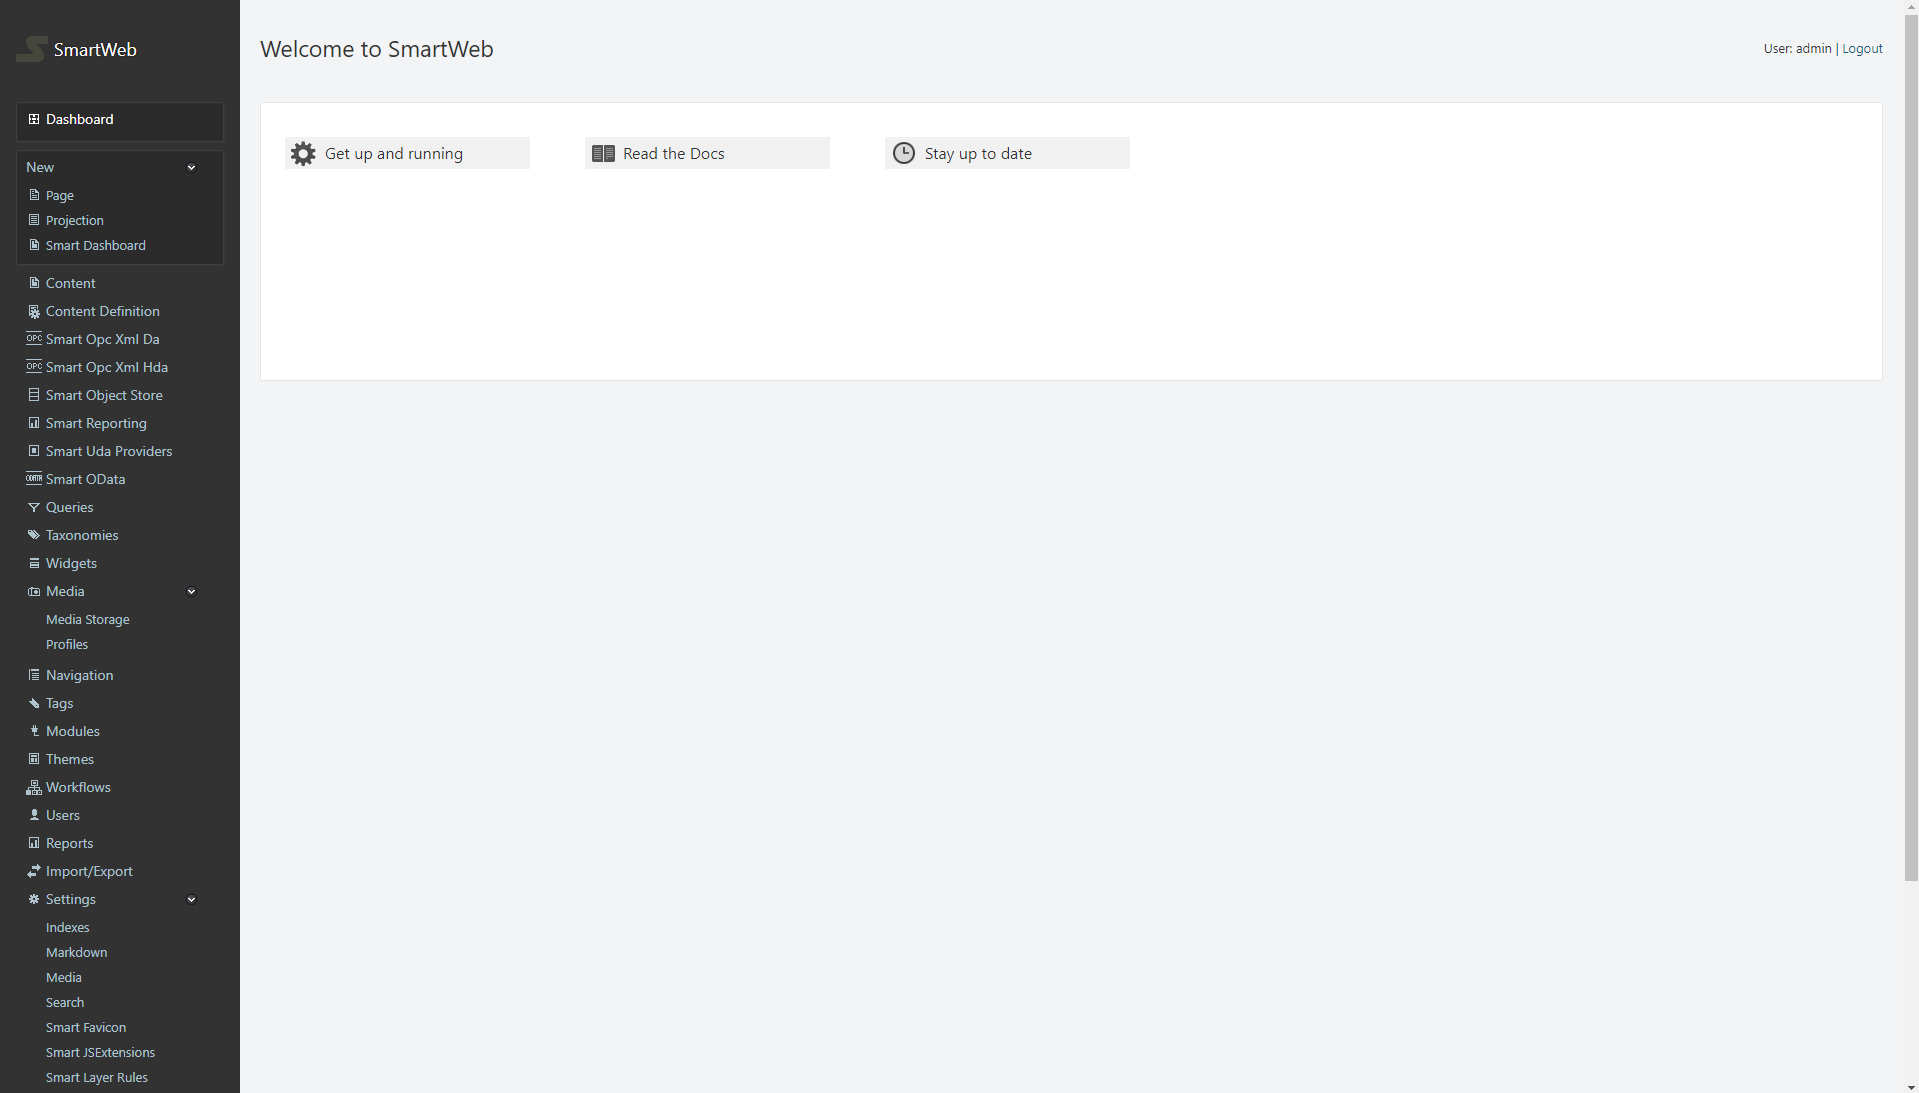 SmartWeb
Welcome to SmartWeb
User: admin | Logout
Dashboard
New
Page
Projection
Smart Dashboard
Content
Content Definition
OPC Smart Opc Xml Da
OPC Smart Opc Xml Hda
Smart Object Store
Smart Reporting
Smart Uda Providers
ODATA Smart OData
Queries
Taxonomies
Widgets
Media
Media Storage
Profiles
Navigation
Tags
Modules
Themes
Workflows
Users
Reports
Import/Export
Settings
Indexes
Markdown
Media
Search
Smart Favicon
Smart JSExtensions
Smart Layer Rules
Get up and running
Read the Docs
Stay up to date